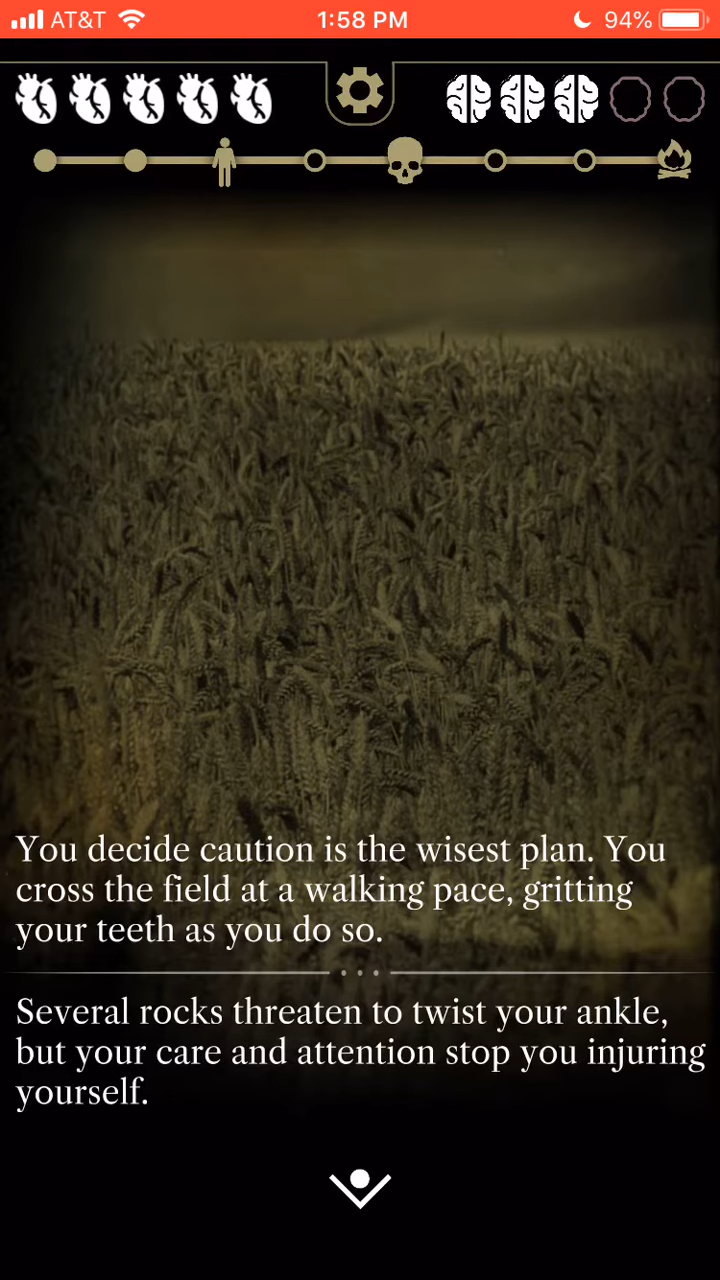 AT&T 1:58 PM 94%
You decide caution is the wisest plan. You
cross the field at a walking pace, gritting
your teeth as you do so.
Several rocks threaten to twist your ankle,
but your care and attention stop you injuring
yourself.